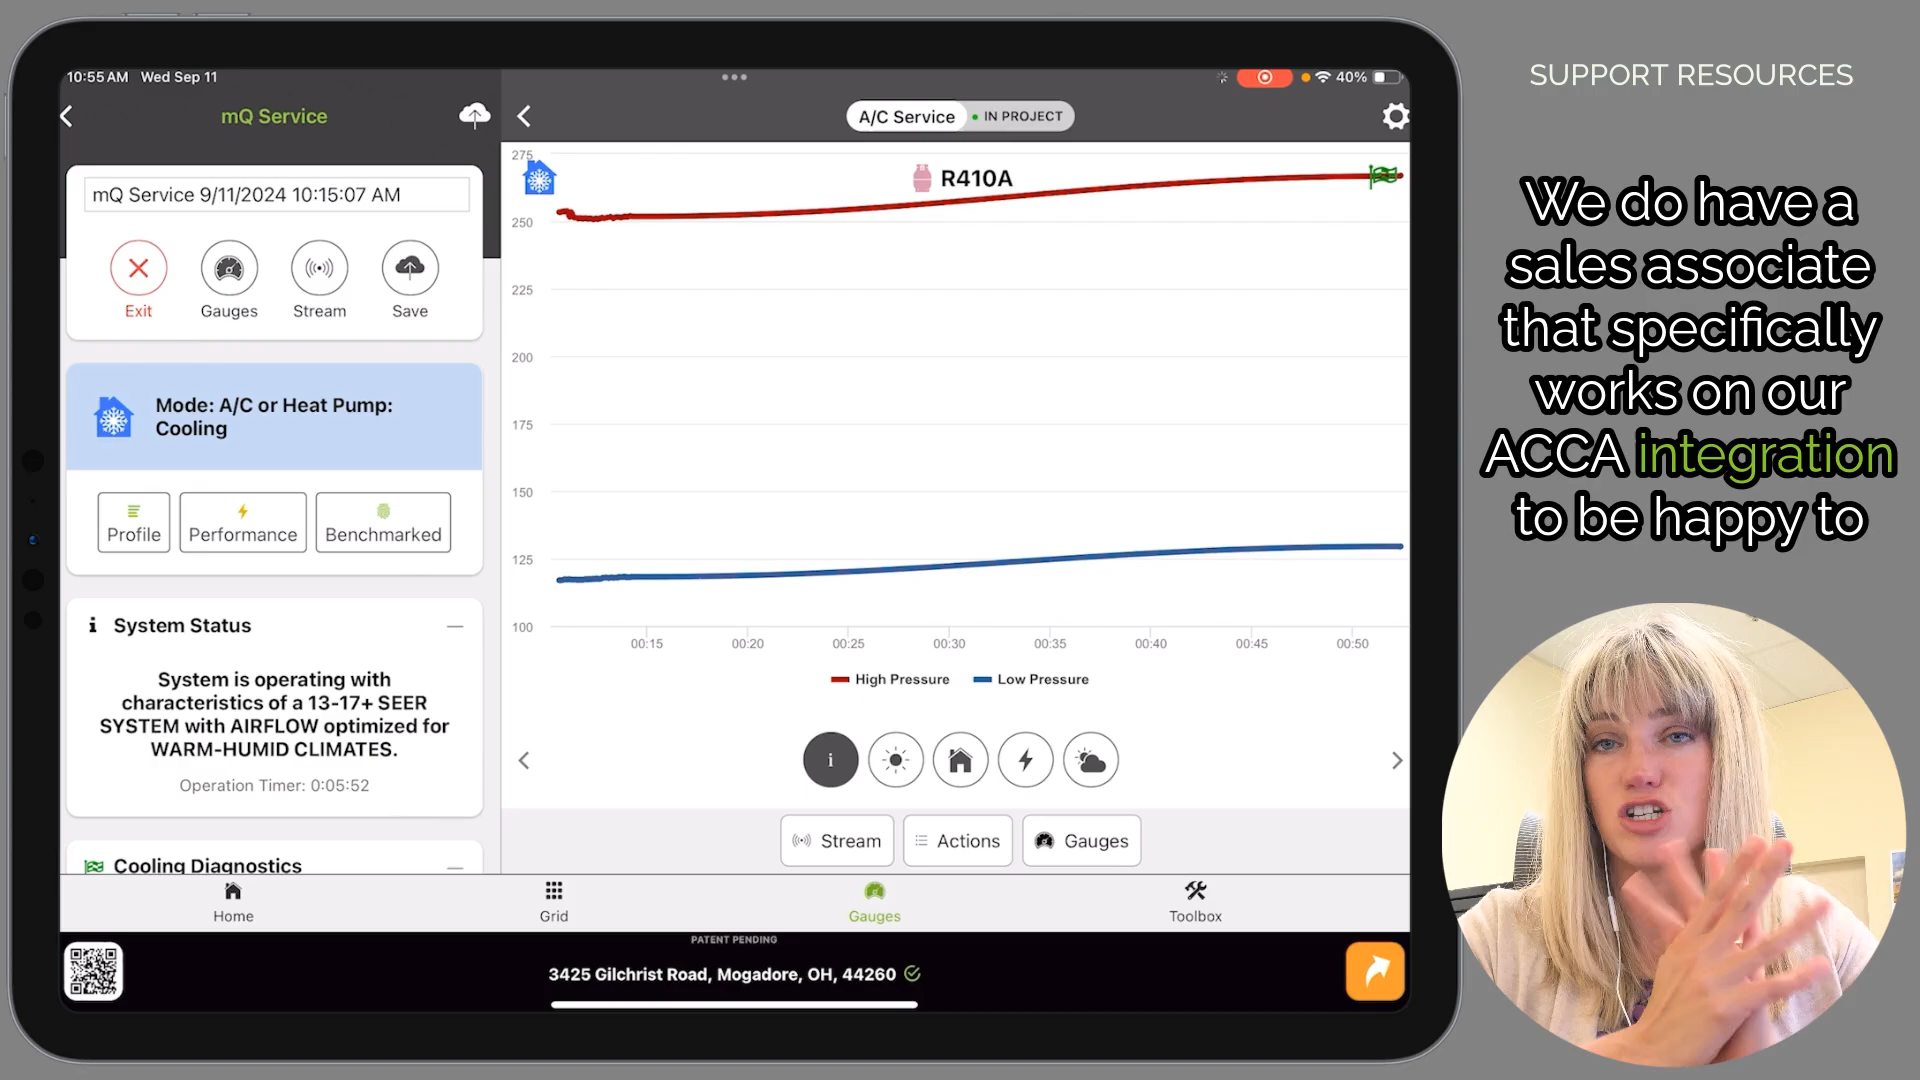 10:55 AM Wed Sep 11
40%
mQ Service
A/C Service
IN PROJECT
mQ Service 9/11/2024 10:15:07 AM
Exit
Gauges
Stream
Save
Mode: A/C or Heat Pump:
Cooling
Profile
Performance
Benchmarked
i System Status
System is operating with
characteristics of a 13-17+ SEER
SYSTEM with AIRFLOW optimized for
WARM-HUMID CLIMATES.
Operation Timer: 0:05:52
Cooling Diagnostics
R410A
275
250
225
200
175
150
125
100
00:15
00:20
00:25
00:30
00:35
00:40
00:45
00:50
High Pressure
Low Pressure
i
Stream
Actions
Gauges
Home
Grid
Gauges
Toolbox
PATENT PENDING
3425 Gilchrist Road, Mogadore, OH, 44260
SUPPORT RESOURCES
We do have a
sales associate
that specifically
works on our
ACCA integration
to be happy to